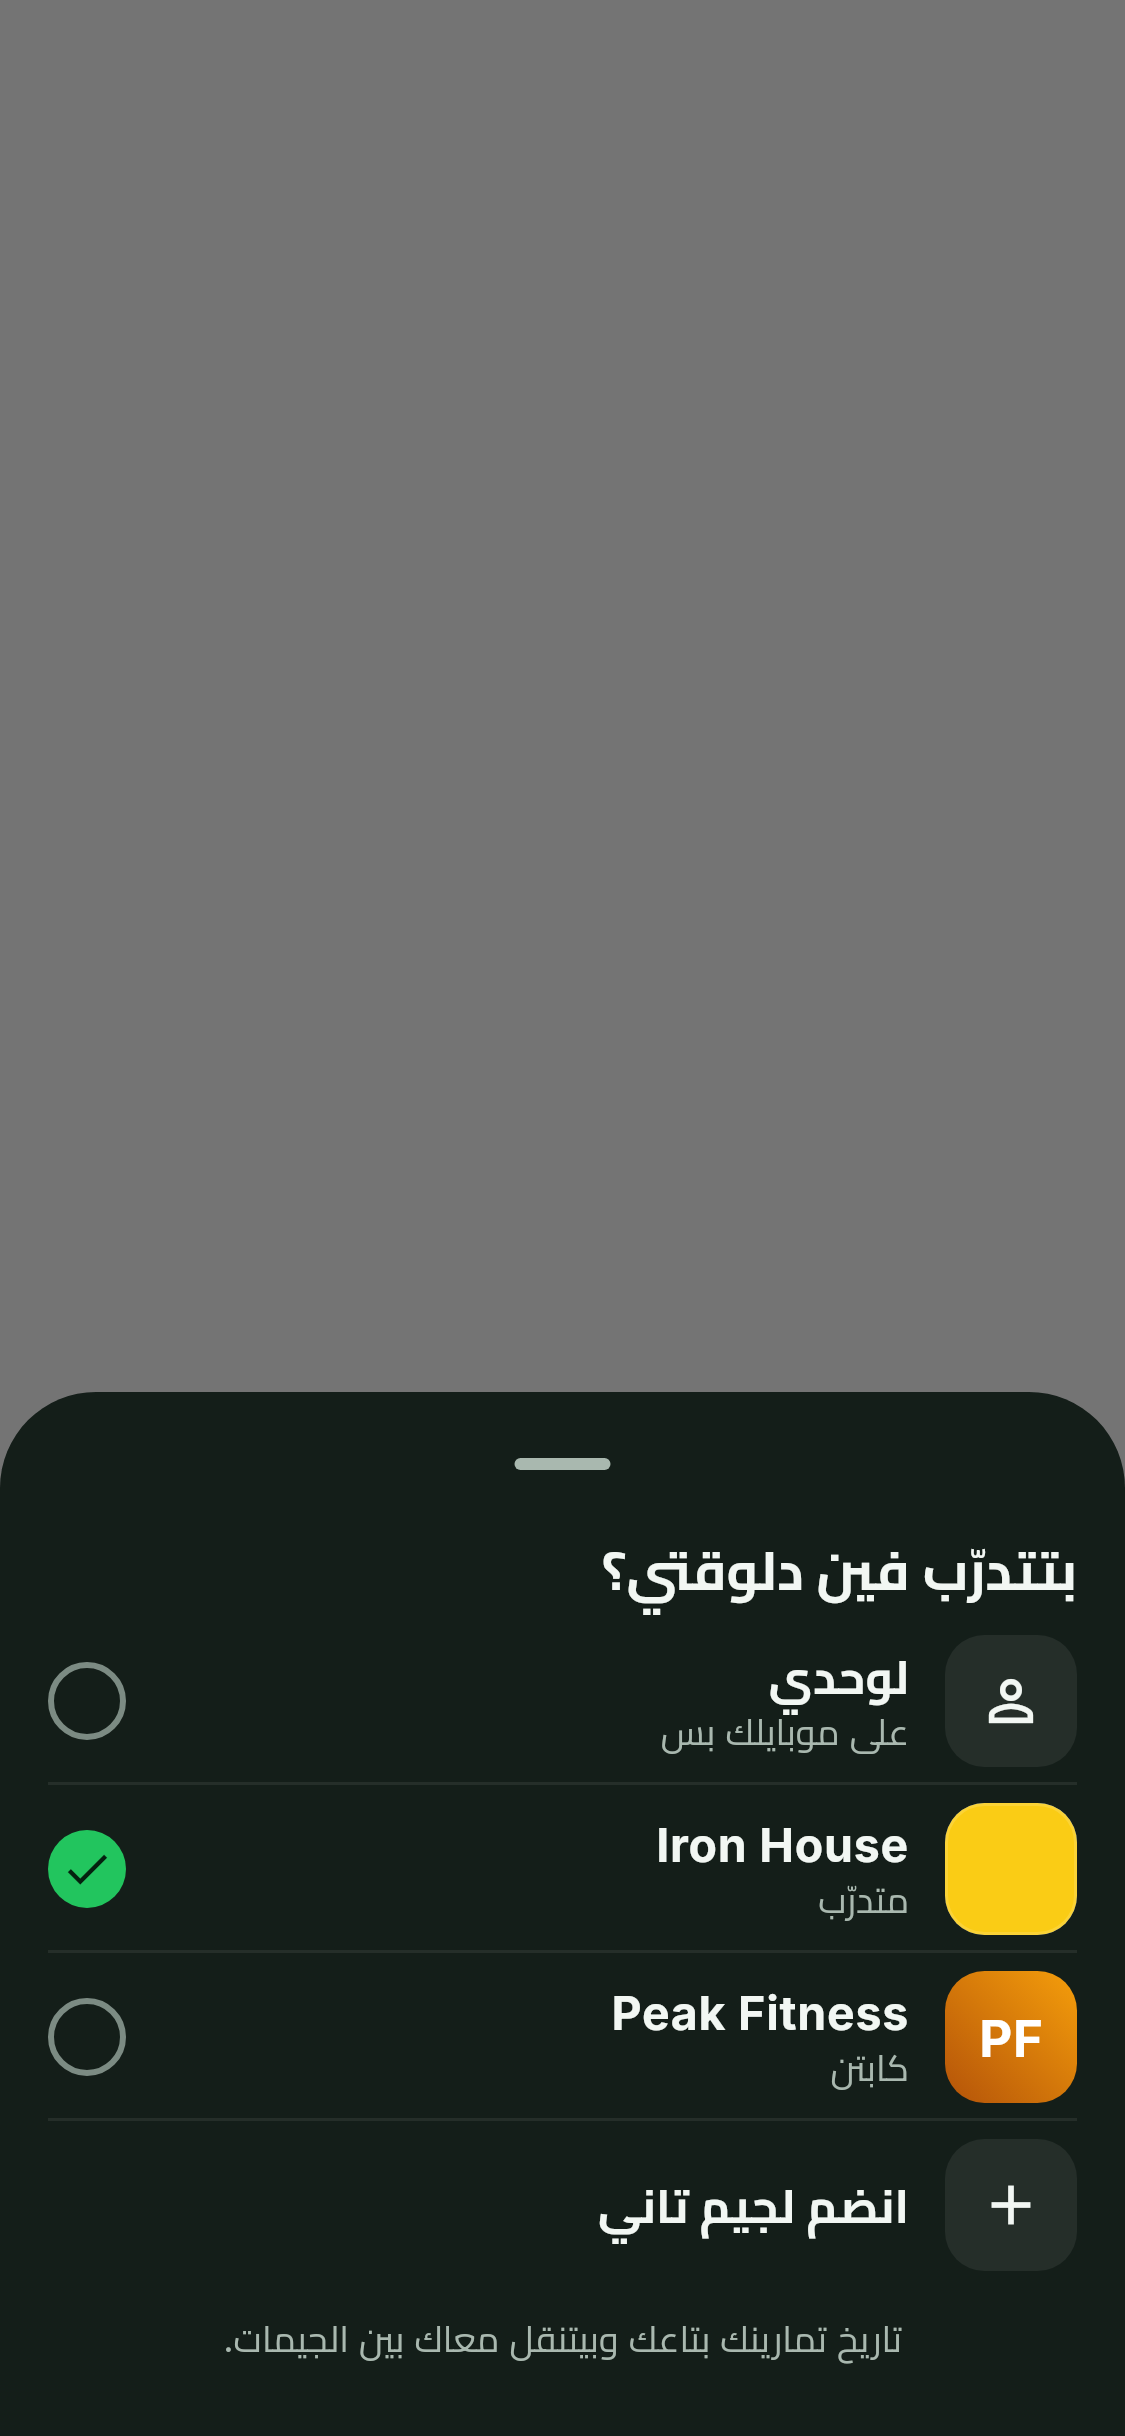 بتتدرّب فين دلوقتي؟
لوحدي
على موبايلك بس
Iron House
متدرّب
Peak Fitness
كابتن
PF
انضم لجيم تاني
تاريخ تمارينك بتاعك وبيتنقل معاك بين الجيمات.